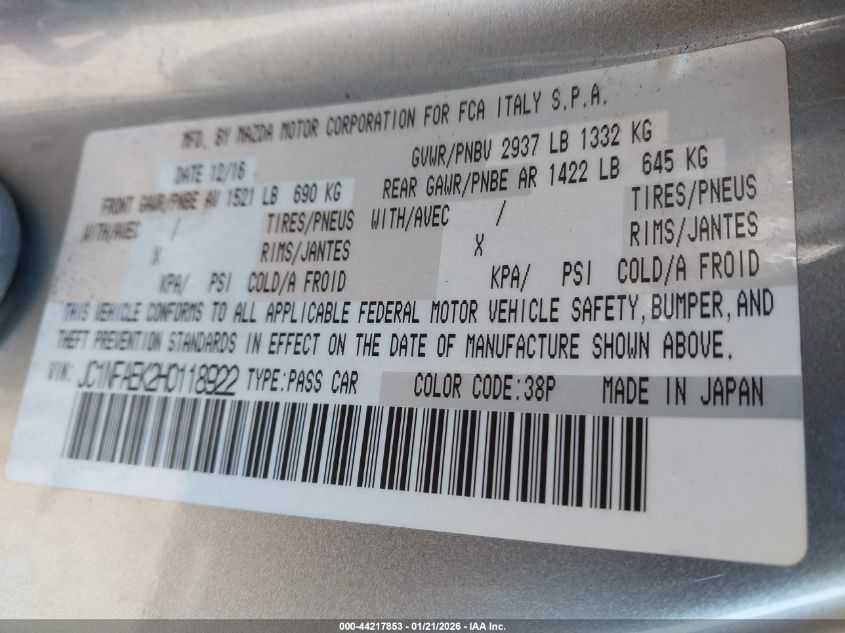 MFD. BY MAZDA MOTOR CORPORATION FOR FCA ITALY S.P.A.
DATE 12/16 GVWR/PNBV 2937 LB 1332 KG
FRONT GAWR/PNBE AV 1521 LB 690 KG REAR GAWR/PNBE AR 1422 LB 645 KG
WITH/AVEC / TIRES/PNEUS WITH/AVEC / TIRES/PNEUS
X RIMS/JANTES X RIMS/JANTES
KPA/ PSI COLD/A FROID KPA/ PSI COLD/A FROID
THIS VEHICLE CONFORMS TO ALL APPLICABLE FEDERAL MOTOR VEHICLE SAFETY, BUMPER, AND
THEFT PREVENTION STANDARDS IN EFFECT ON THE DATE OF MANUFACTURE SHOWN ABOVE.
VIN: JC1NFAEK2H0118922 TYPE:PASS CAR COLOR CODE:38P MADE IN JAPAN
000-44217853 - 01/21/2026 - IAA Inc.